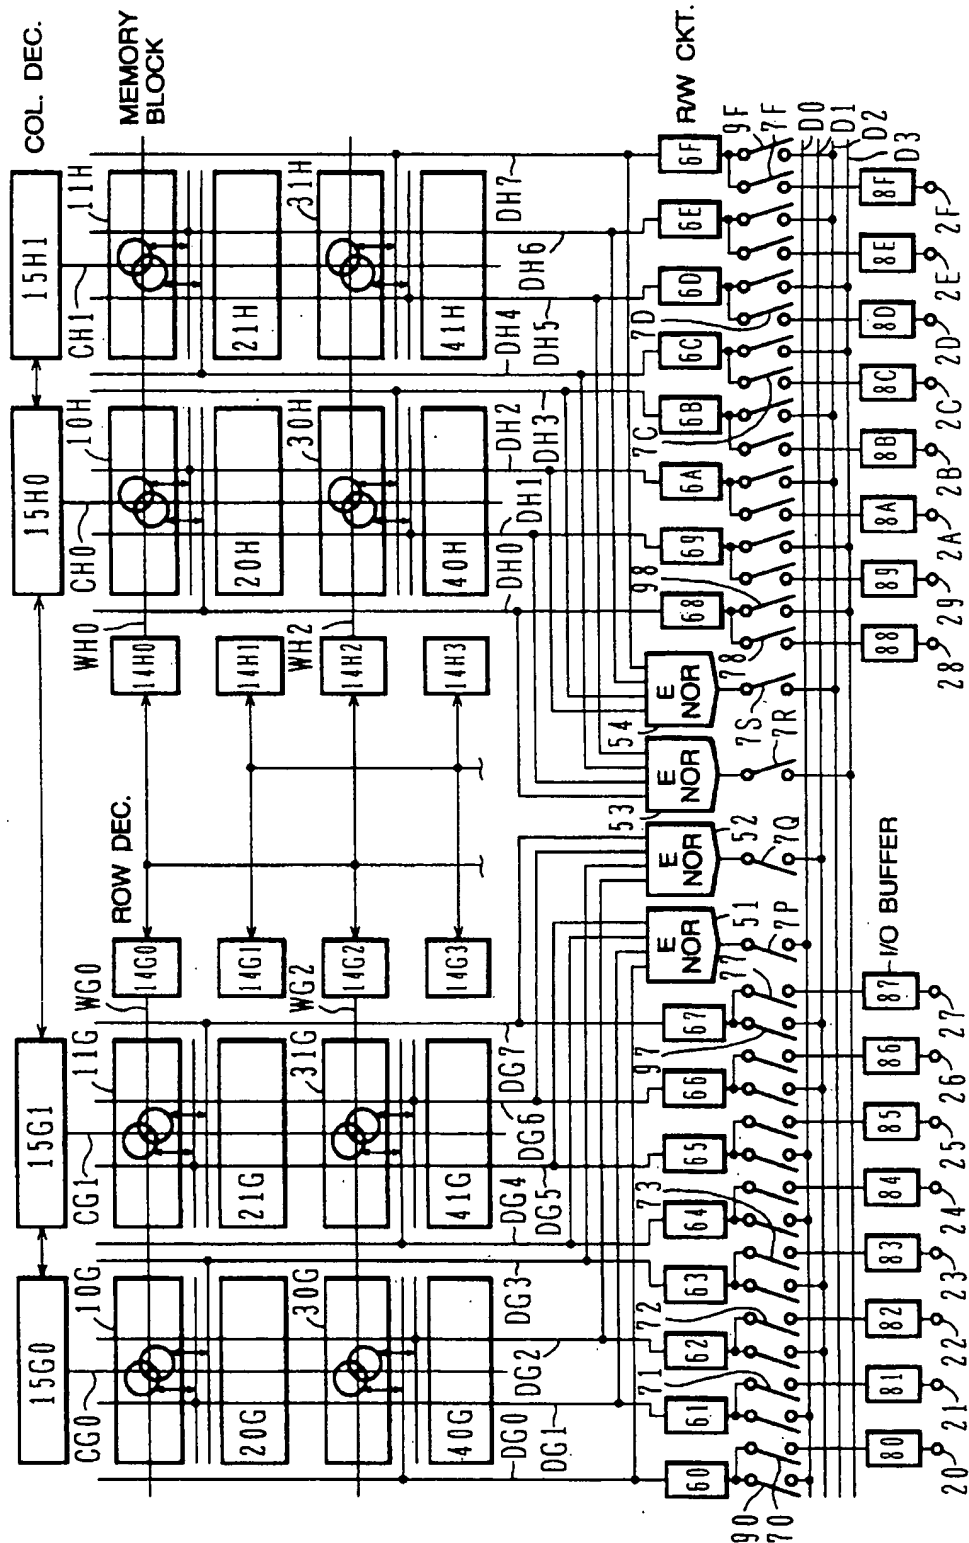 15G0 15G1 15H0 15H1 COL. DEC.
CG0 10G CG1 11G WG0 ROW DEC. WH0 CH0 10H CH1 11H MEMORY
BLOCK
14G0 14H0
20G 21G 14G1 14H1 20H 21H
30G 31G WG2 WH2 30H 31H
14G2 14H2
40G 41G 14G3 14H3 40H 41H
DG0 DG2 DG3 DG4 DG6 DG7 DH0 DH2 DH4 DH6 DH7
DG1 DG5 DH1 DH3 DH5
60 61 62 63 64 65 66 67 E NOR E NOR E NOR E NOR 68 69 6A 6B 6C 6D 6E 6F R/W CKT.
51 52 53 54
90 70 71 72 73 97 77 7P 7Q 7R 7S 78 98 7C 7D 9F 7F
D0
D1
D2
D3
80 81 82 83 84 85 86 87 I/O BUFFER 88 89 8A 8B 8C 8D 8E 8F
20 21 22 23 24 25 26 27 28 29 2A 2B 2C 2D 2E 2F